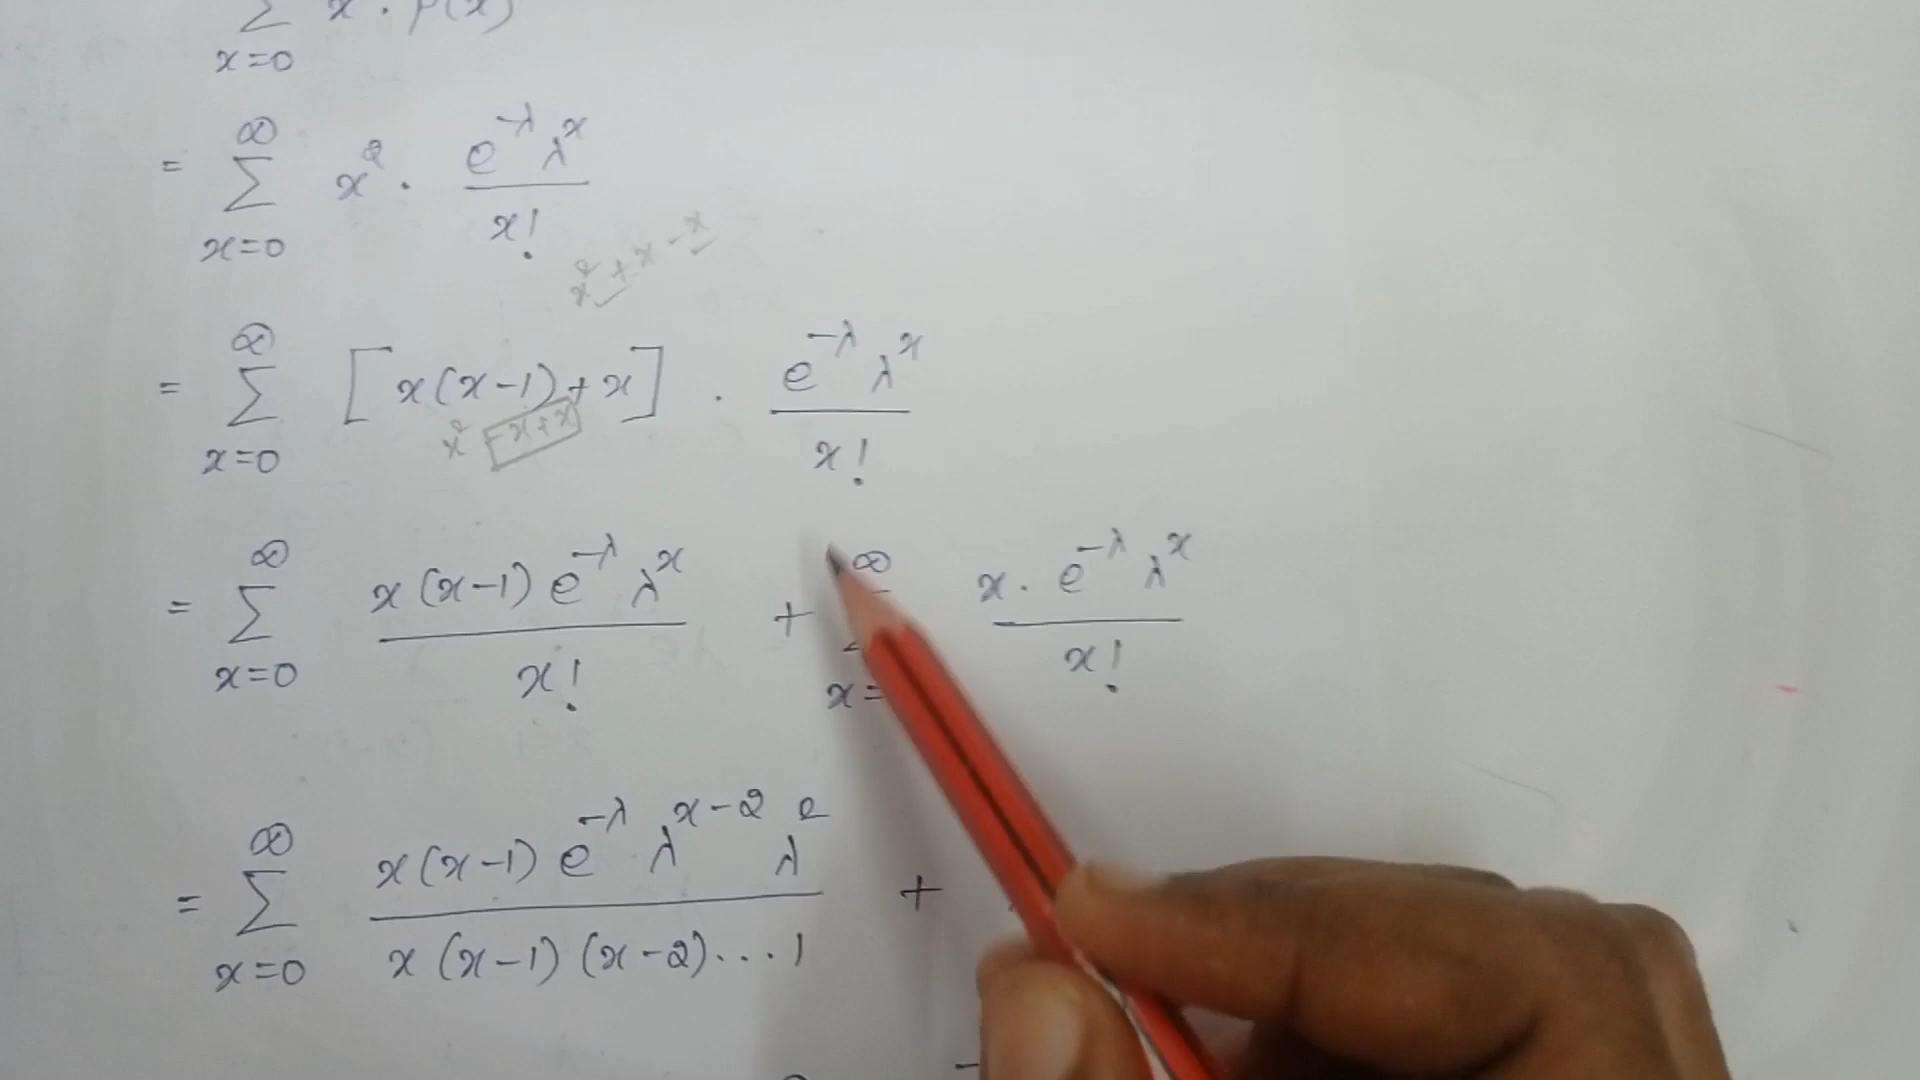 ∑ x . p(x)
x=0
= ∞ ∑ x=0 x² . e^-λ λ^x / x!
x² + x - x
= ∞ ∑ x=0 [x(x-1)+x] . e^-λ λ^x / x!
x² -x+x
= ∞ ∑ x=0 x(x-1) e^-λ λ^x / x! + ∞ x= x. e^-λ λ^x / x!
= ∞ ∑ x=0 x(x-1) e^-λ λ^x-2 λ² / x(x-1)(x-2)...1 +